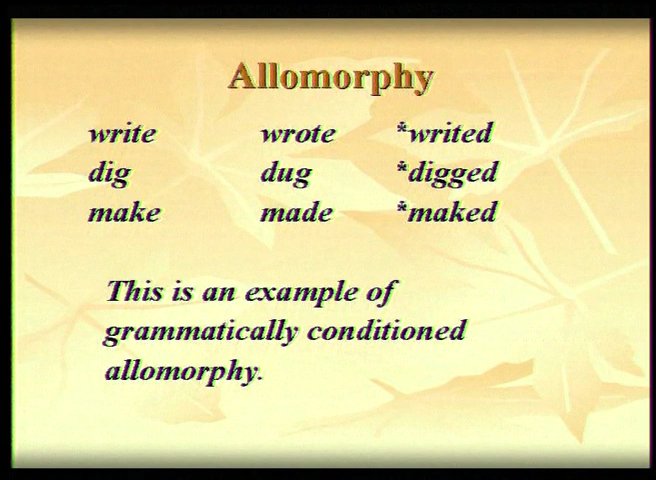 Allomorphy
write wrote *writed
dig dug *digged
make made *maked
This is an example of
grammatically conditioned
allomorphy.